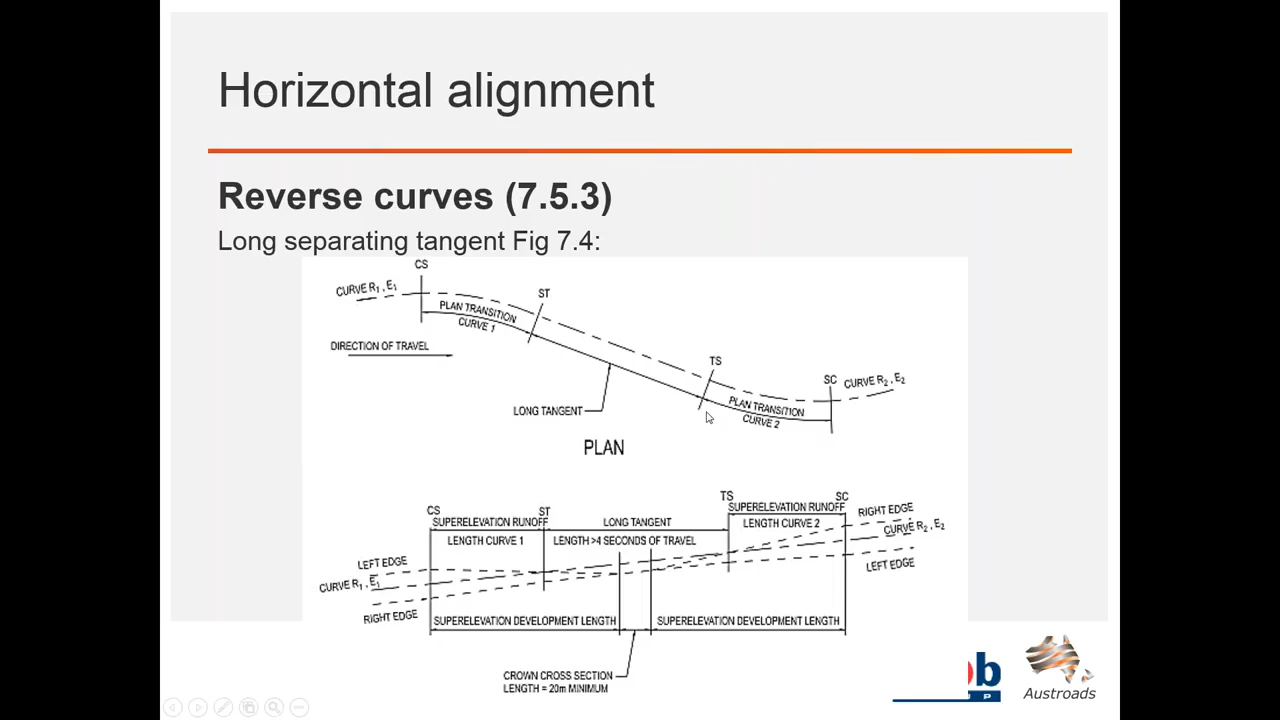 Horizontal alignment
Reverse curves (7.5.3)
Long separating tangent Fig 7.4:
CS
CURVE R1, E1
ST
PLAN TRANSITION
CURVE 1
DIRECTION OF TRAVEL
TS
SC
CURVE R2, E2
PLAN TRANSITION
CURVE 2
LONG TANGENT
PLAN
CS
ST
TS
SC
SUPERELEVATION RUNOFF
LENGTH CURVE 1
LONG TANGENT
LENGTH >4 SECONDS OF TRAVEL
SUPERELEVATION RUNOFF
LENGTH CURVE 2
RIGHT EDGE
CURVE R2, E2
LEFT EDGE
LEFT EDGE
CURVE R1, E1
RIGHT EDGE
SUPERELEVATION DEVELOPMENT LENGTH
SUPERELEVATION DEVELOPMENT LENGTH
CROWN CROSS SECTION
LENGTH = 20m MINIMUM
b
U P
Austroads